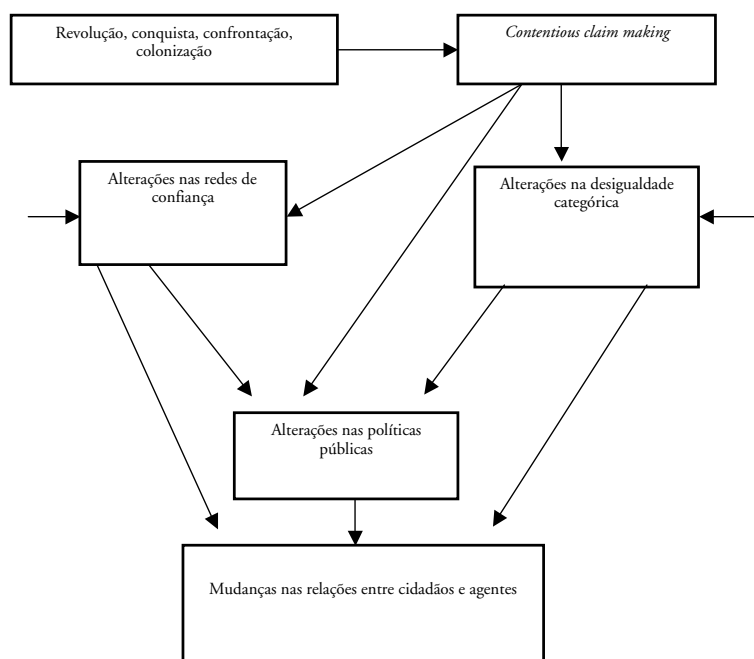 Revolução, conquista, confrontação,
colonização
Contentious claim making
Alterações nas redes de
confiança
Alterações na desigualdade
categórica
Alterações nas políticas
públicas
Mudanças nas relações entre cidadãos e agentes